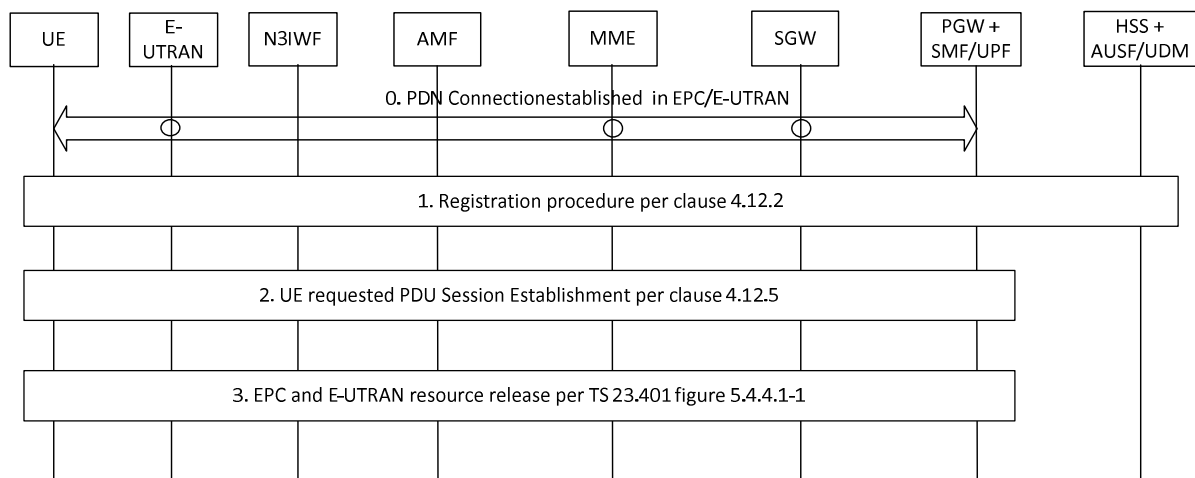 UE
E-
UTRAN
N3IWF
AMF
MME
SGW
PGW +
SMF/UPF
HSS +
AUSF/UDM
0. PDN Connectionestablished in EPC/E-UTRAN
1. Registration procedure per clause 4.12.2
2. UE requested PDU Session Establishment per clause 4.12.5
3. EPC and E-UTRAN resource release per TS 23.401 figure 5.4.4.1-1